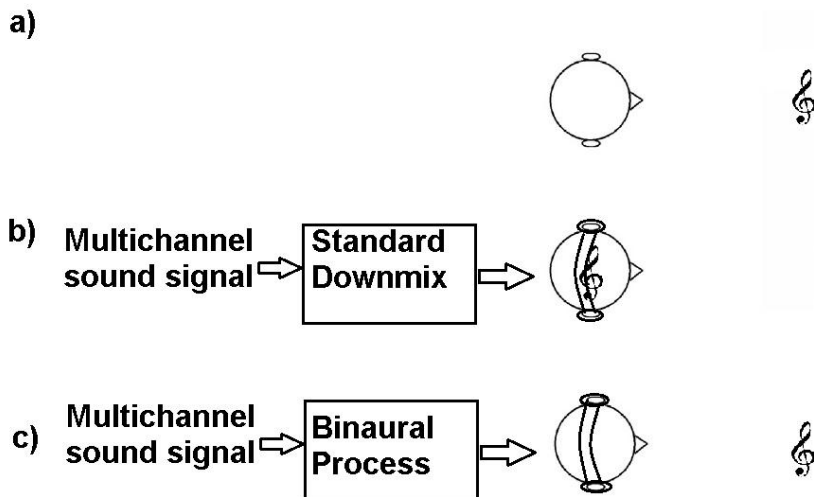 a)
b)
Multichannel
sound signal
Standard
Downmix
c)
Multichannel
sound signal
Binaural
Process